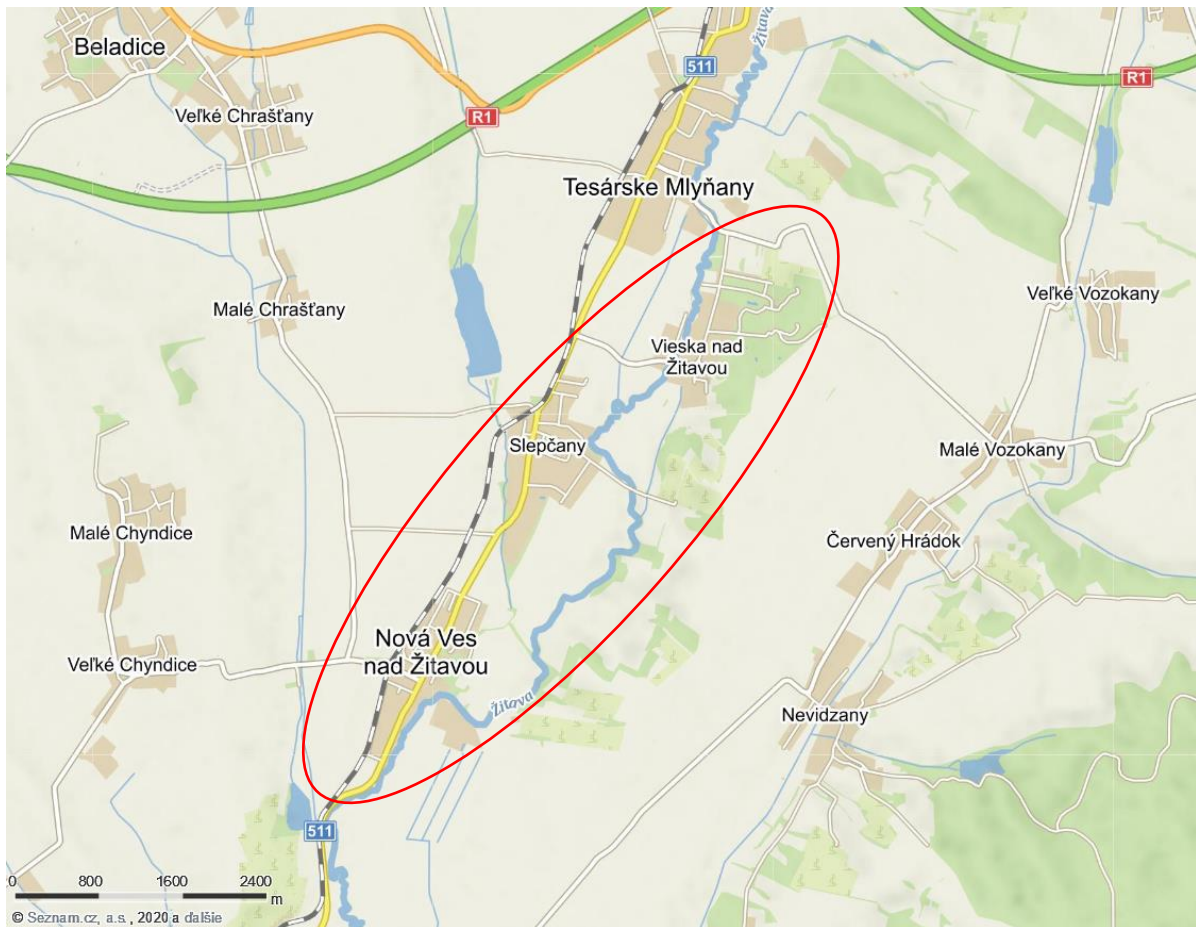 Beladice
Veľké Chrašťany
R1
511
Žitava
R1
Tesárske Mlyňany
Malé Chrašťany
Veľké Vozokany
Vieska nad
Žitavou
Slepčany
Malé Vozokany
Malé Chyndice
Červený Hrádok
Nová Ves
nad Žitavou
Veľké Chyndice
Žitava
Nevidzany
511
0 800 1600 2400
m
© Seznam.cz, a.s., 2020 a ďalšie